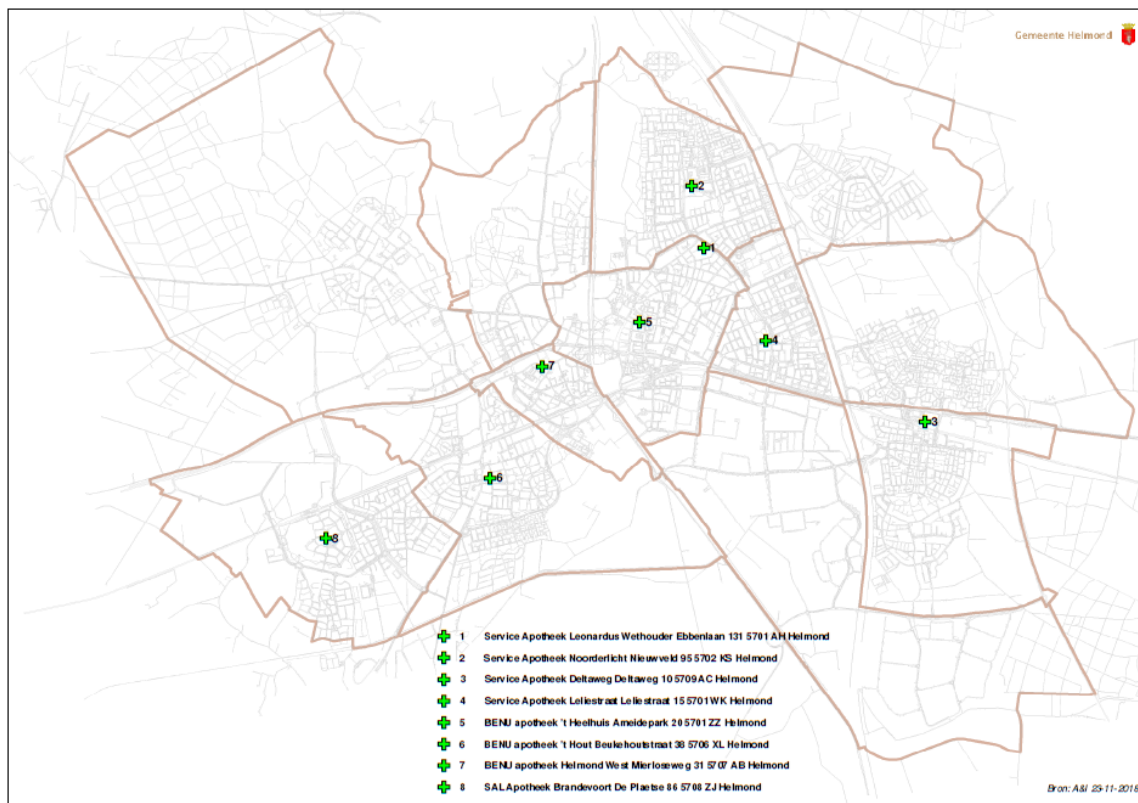 Gemeente Helmond
2
1
5
4
7
3
6
8
1 Service Apotheek Leonardus Wethouder Ebbenlaan 131 5701 AH Helmond
2 Service Apotheek Noorderlicht Nieuwveld 95 5702 KS Helmond
3 Service Apotheek Deltaweg Deltaweg 10 5709 AC Helmond
4 Service Apotheek Leliestraat Leliestraat 15 5701 WK Helmond
5 BENU apotheek 't Heelhuis Ameidepark 20 5701 ZZ Helmond
6 BENU apotheek 't Hout Beukehoutstraat 38 5706 XL Helmond
7 BENU apotheek Helmond West Mierloseweg 31 5707 AB Helmond
8 SAL Apotheek Brandevoort De Plaetse 86 5708 ZJ Helmond
Bron: A&I 23-11-2018